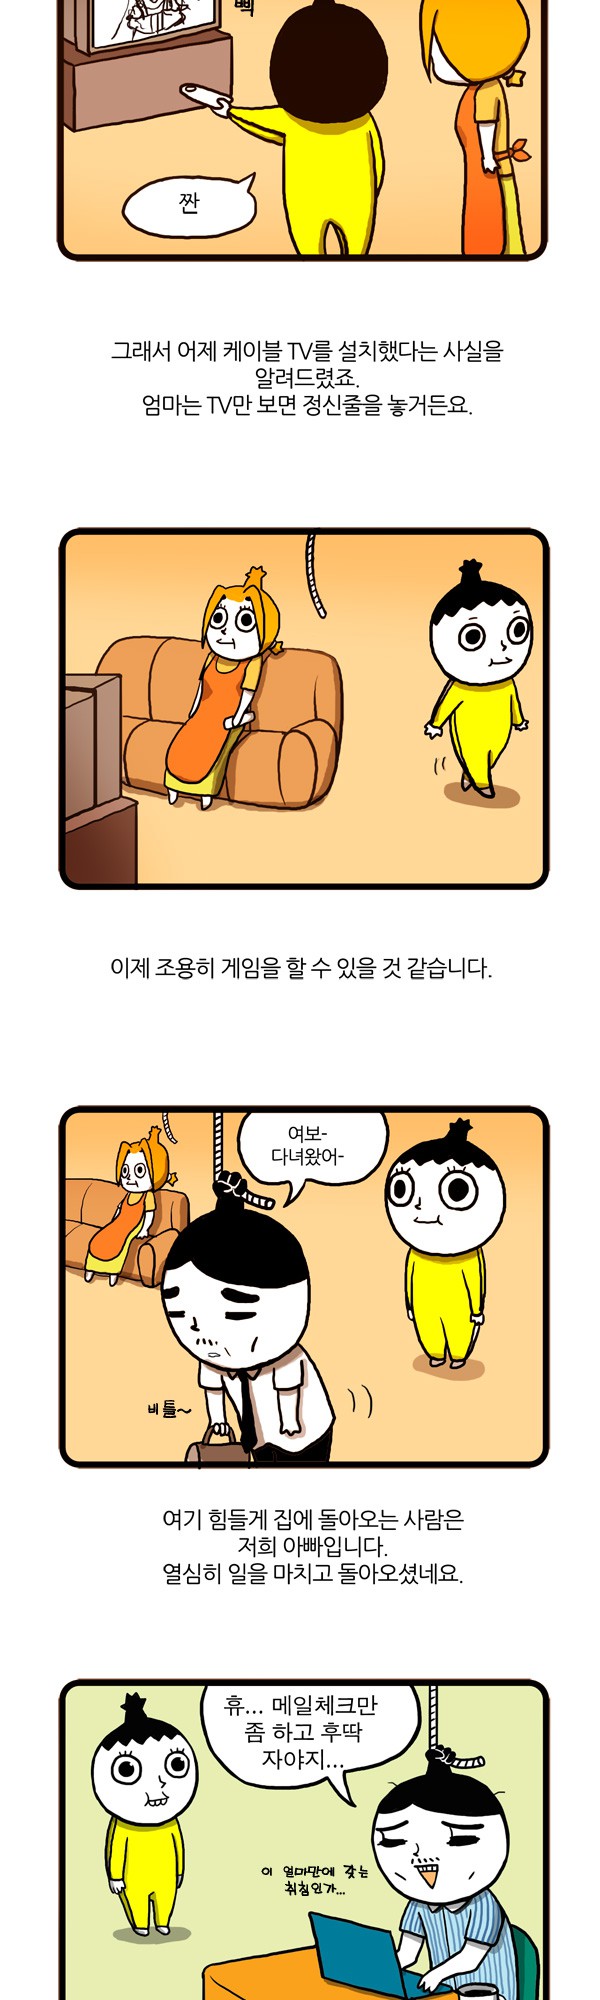 삑
짠
그래서 어제 케이블 TV를 설치했다는 사실을
알려드렸죠.
엄마는 TV만 보면 정신줄을 놓거든요.
이제 조용히 게임을 할 수 있을 것 같습니다.
여보-
다녀왔어-
비틀~
여기 힘들게 집에 돌아오는 사람은
저희 아빠입니다.
열심히 일을 마치고 돌아오셨네요.
휴... 메일체크만
좀 하고 후딱
자야지...
이 얼마만에 갖는
취침인가...